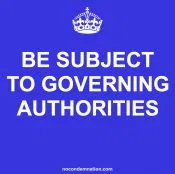 BE SUBJECT
TO GOVERNING
AUTHORITIES
nocondemnation.com